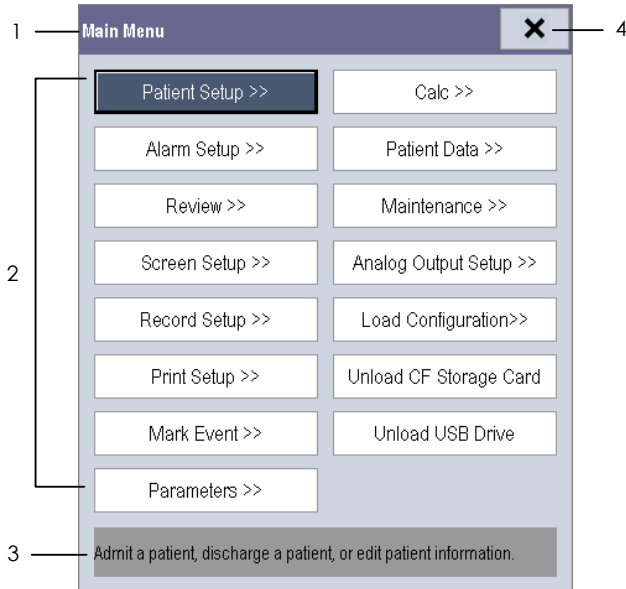 1
Main Menu
4
2
Patient Setup >>
Calc >>
Alarm Setup >>
Patient Data >>
Review >>
Maintenance >>
Screen Setup >>
Analog Output Setup >>
Record Setup >>
Load Configuration>>
Print Setup >>
Unload CF Storage Card
Mark Event >>
Unload USB Drive
Parameters >>
3
Admit a patient, discharge a patient, or edit patient information.